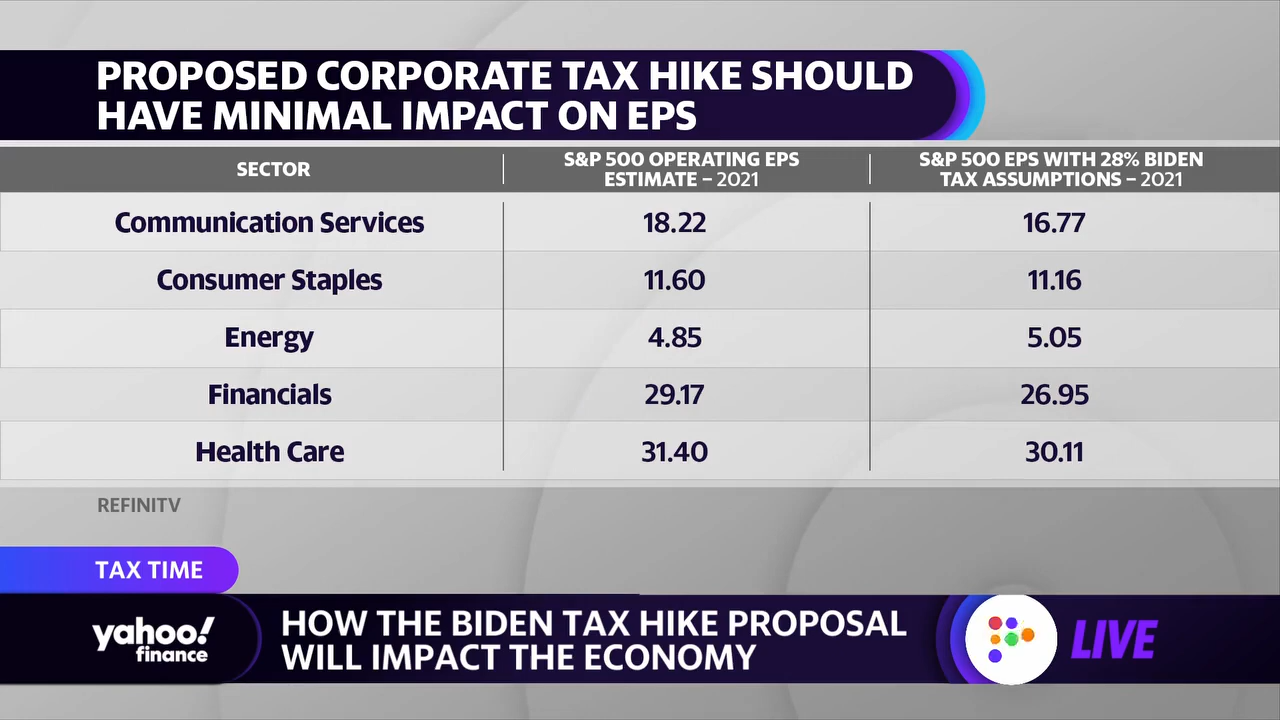 PROPOSED CORPORATE TAX HIKE SHOULD
HAVE MINIMAL IMPACT ON EPS
SECTOR
S&P 500 OPERATING EPS
ESTIMATE – 2021
S&P 500 EPS WITH 28% BIDEN
TAX ASSUMPTIONS – 2021
Communication Services 18.22 16.77
Consumer Staples 11.60 11.16
Energy 4.85 5.05
Financials 29.17 26.95
Health Care 31.40 30.11
REFINITV
TAX TIME
yahoo!
finance
HOW THE BIDEN TAX HIKE PROPOSAL
WILL IMPACT THE ECONOMY
LIVE